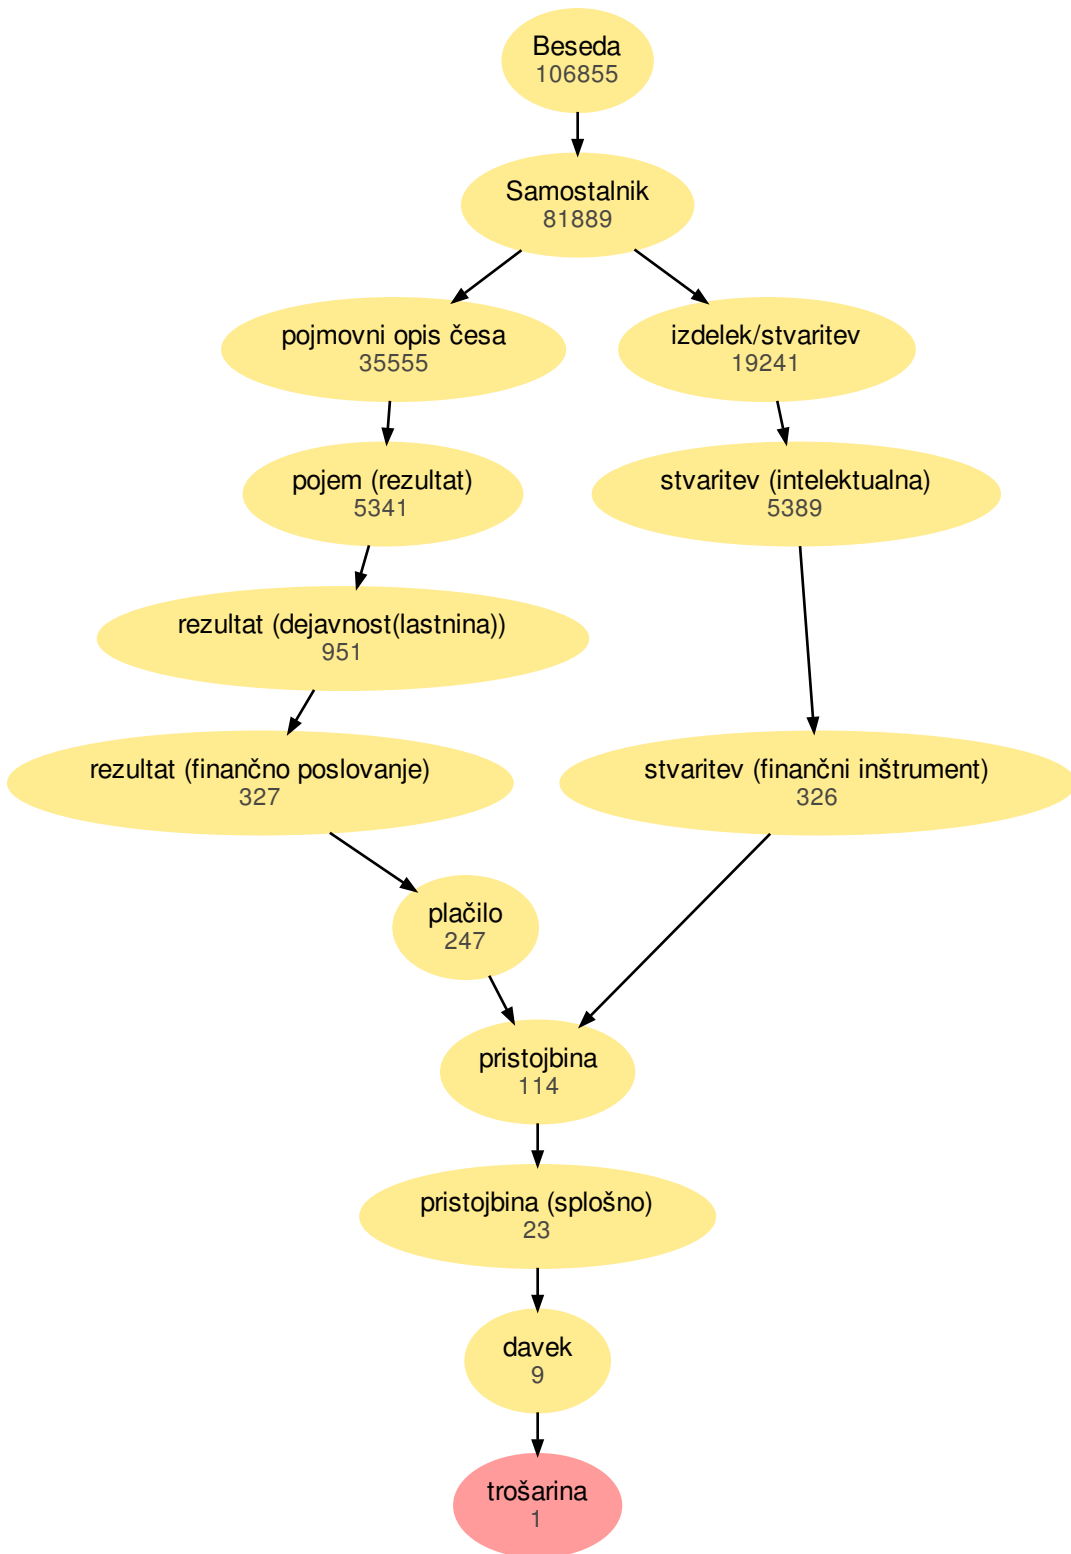 Beseda
106855
Samostalnik
81889
pojmovni opis česa
35555
izdelek/stvaritev
19241
pojem (rezultat)
5341
stvaritev (intelektualna)
5389
rezultat (dejavnost(lastnina))
951
rezultat (finančno poslovanje)
327
stvaritev (finančni inštrument)
326
plačilo
247
pristojbina
114
pristojbina (splošno)
23
davek
9
trošarina
1